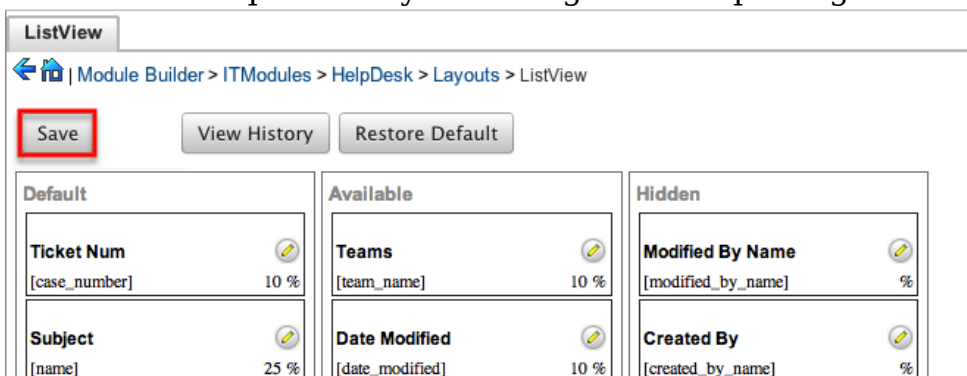 ListView
| Module Builder > ITModules > HelpDesk > Layouts > ListView
Save View History Restore Default
Default Available Hidden
Ticket Num Teams Modified By Name
[case_number] 10 % [team_name] 10 % [modified_by_name] %
Subject Date Modified Created By
[name] 25 % [date_modified] 10 % [created_by_name] %